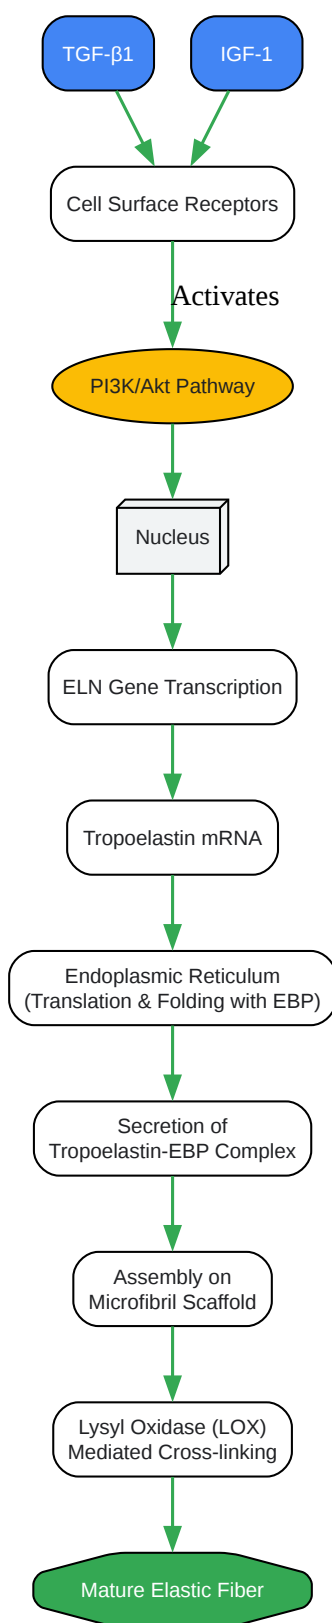 TGF-β1
IGF-1
Cell Surface Receptors
Activates
PI3K/Akt Pathway
Nucleus
ELN Gene Transcription
Tropoelastin mRNA
Endoplasmic Reticulum
(Translation & Folding with EBP)
Secretion of
Tropoelastin-EBP Complex
Assembly on
Microfibril Scaffold
Lysyl Oxidase (LOX)
Mediated Cross-linking
Mature Elastic Fiber